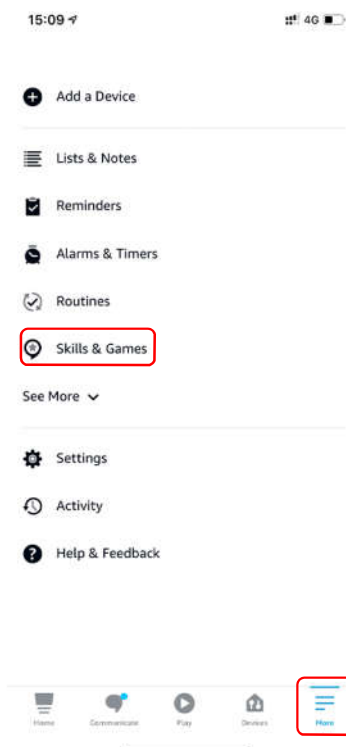 15:09 4G
Add a Device
Lists & Notes
Reminders
Alarms & Timers
Routines
Skills & Games
See More
Settings
Activity
Help & Feedback
Home Communicate Play Devices More